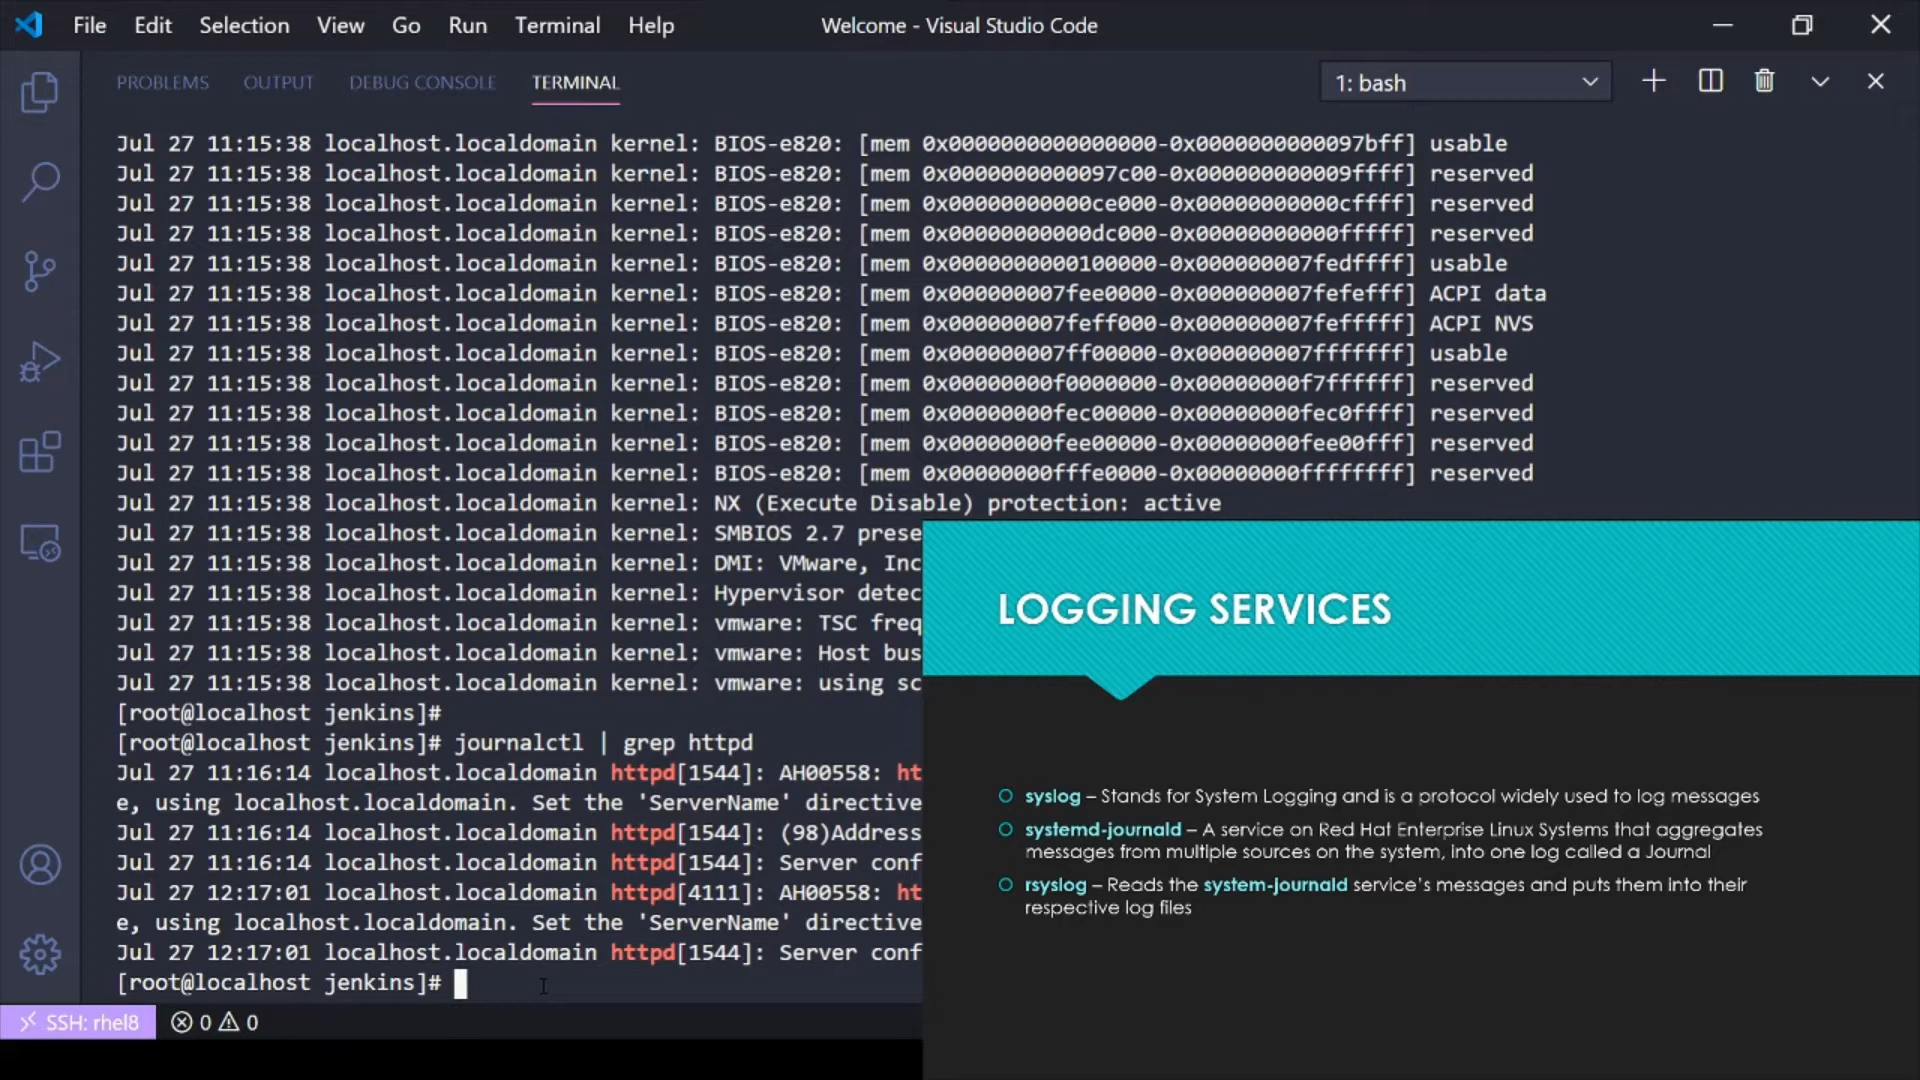 File Edit Selection View Go Run Terminal Help Welcome - Visual Studio Code
PROBLEMS OUTPUT DEBUG CONSOLE TERMINAL 1: bash
Jul 27 11:15:38 localhost.localdomain kernel: BIOS-e820: [mem 0x0000000000000000-0x0000000000097bff] usable
Jul 27 11:15:38 localhost.localdomain kernel: BIOS-e820: [mem 0x0000000000097c00-0x000000000009ffff] reserved
Jul 27 11:15:38 localhost.localdomain kernel: BIOS-e820: [mem 0x00000000000ce000-0x00000000000cffff] reserved
Jul 27 11:15:38 localhost.localdomain kernel: BIOS-e820: [mem 0x00000000000dc000-0x00000000000fffff] reserved
Jul 27 11:15:38 localhost.localdomain kernel: BIOS-e820: [mem 0x0000000000100000-0x000000007fedffff] usable
Jul 27 11:15:38 localhost.localdomain kernel: BIOS-e820: [mem 0x000000007fee0000-0x000000007fefefff] ACPI data
Jul 27 11:15:38 localhost.localdomain kernel: BIOS-e820: [mem 0x000000007feff000-0x000000007fefffff] ACPI NVS
Jul 27 11:15:38 localhost.localdomain kernel: BIOS-e820: [mem 0x000000007ff00000-0x000000007fffffff] usable
Jul 27 11:15:38 localhost.localdomain kernel: BIOS-e820: [mem 0x00000000f0000000-0x00000000f7ffffff] reserved
Jul 27 11:15:38 localhost.localdomain kernel: BIOS-e820: [mem 0x00000000fec00000-0x00000000fec0ffff] reserved
Jul 27 11:15:38 localhost.localdomain kernel: BIOS-e820: [mem 0x00000000fee00000-0x00000000fee00fff] reserved
Jul 27 11:15:38 localhost.localdomain kernel: BIOS-e820: [mem 0x00000000fffe0000-0x00000000ffffffff] reserved
Jul 27 11:15:38 localhost.localdomain kernel: NX (Execute Disable) protection: active
Jul 27 11:15:38 localhost.localdomain kernel: SMBIOS 2.7 prese
Jul 27 11:15:38 localhost.localdomain kernel: DMI: VMware, Inc
Jul 27 11:15:38 localhost.localdomain kernel: Hypervisor detec
Jul 27 11:15:38 localhost.localdomain kernel: vmware: TSC freq
Jul 27 11:15:38 localhost.localdomain kernel: vmware: Host bus
Jul 27 11:15:38 localhost.localdomain kernel: vmware: using sc
[root@localhost jenkins]#
[root@localhost jenkins]# journalctl | grep httpd
Jul 27 11:16:14 localhost.localdomain httpd[1544]: AH00558: ht
e, using localhost.localdomain. Set the 'ServerName' directive
Jul 27 11:16:14 localhost.localdomain httpd[1544]: (98)Address
Jul 27 11:16:14 localhost.localdomain httpd[1544]: Server conf
Jul 27 12:17:01 localhost.localdomain httpd[4111]: AH00558: ht
e, using localhost.localdomain. Set the 'ServerName' directive
Jul 27 12:17:01 localhost.localdomain httpd[1544]: Server conf
[root@localhost jenkins]#
SSH: rhel8 0 0
LOGGING SERVICES
syslog – Stands for System Logging and is a protocol widely used to log messages
systemd-journald – A service on Red Hat Enterprise Linux Systems that aggregates
messages from multiple sources on the system, into one log called a Journal
rsyslog – Reads the system-journald service's messages and puts them into their
respective log files